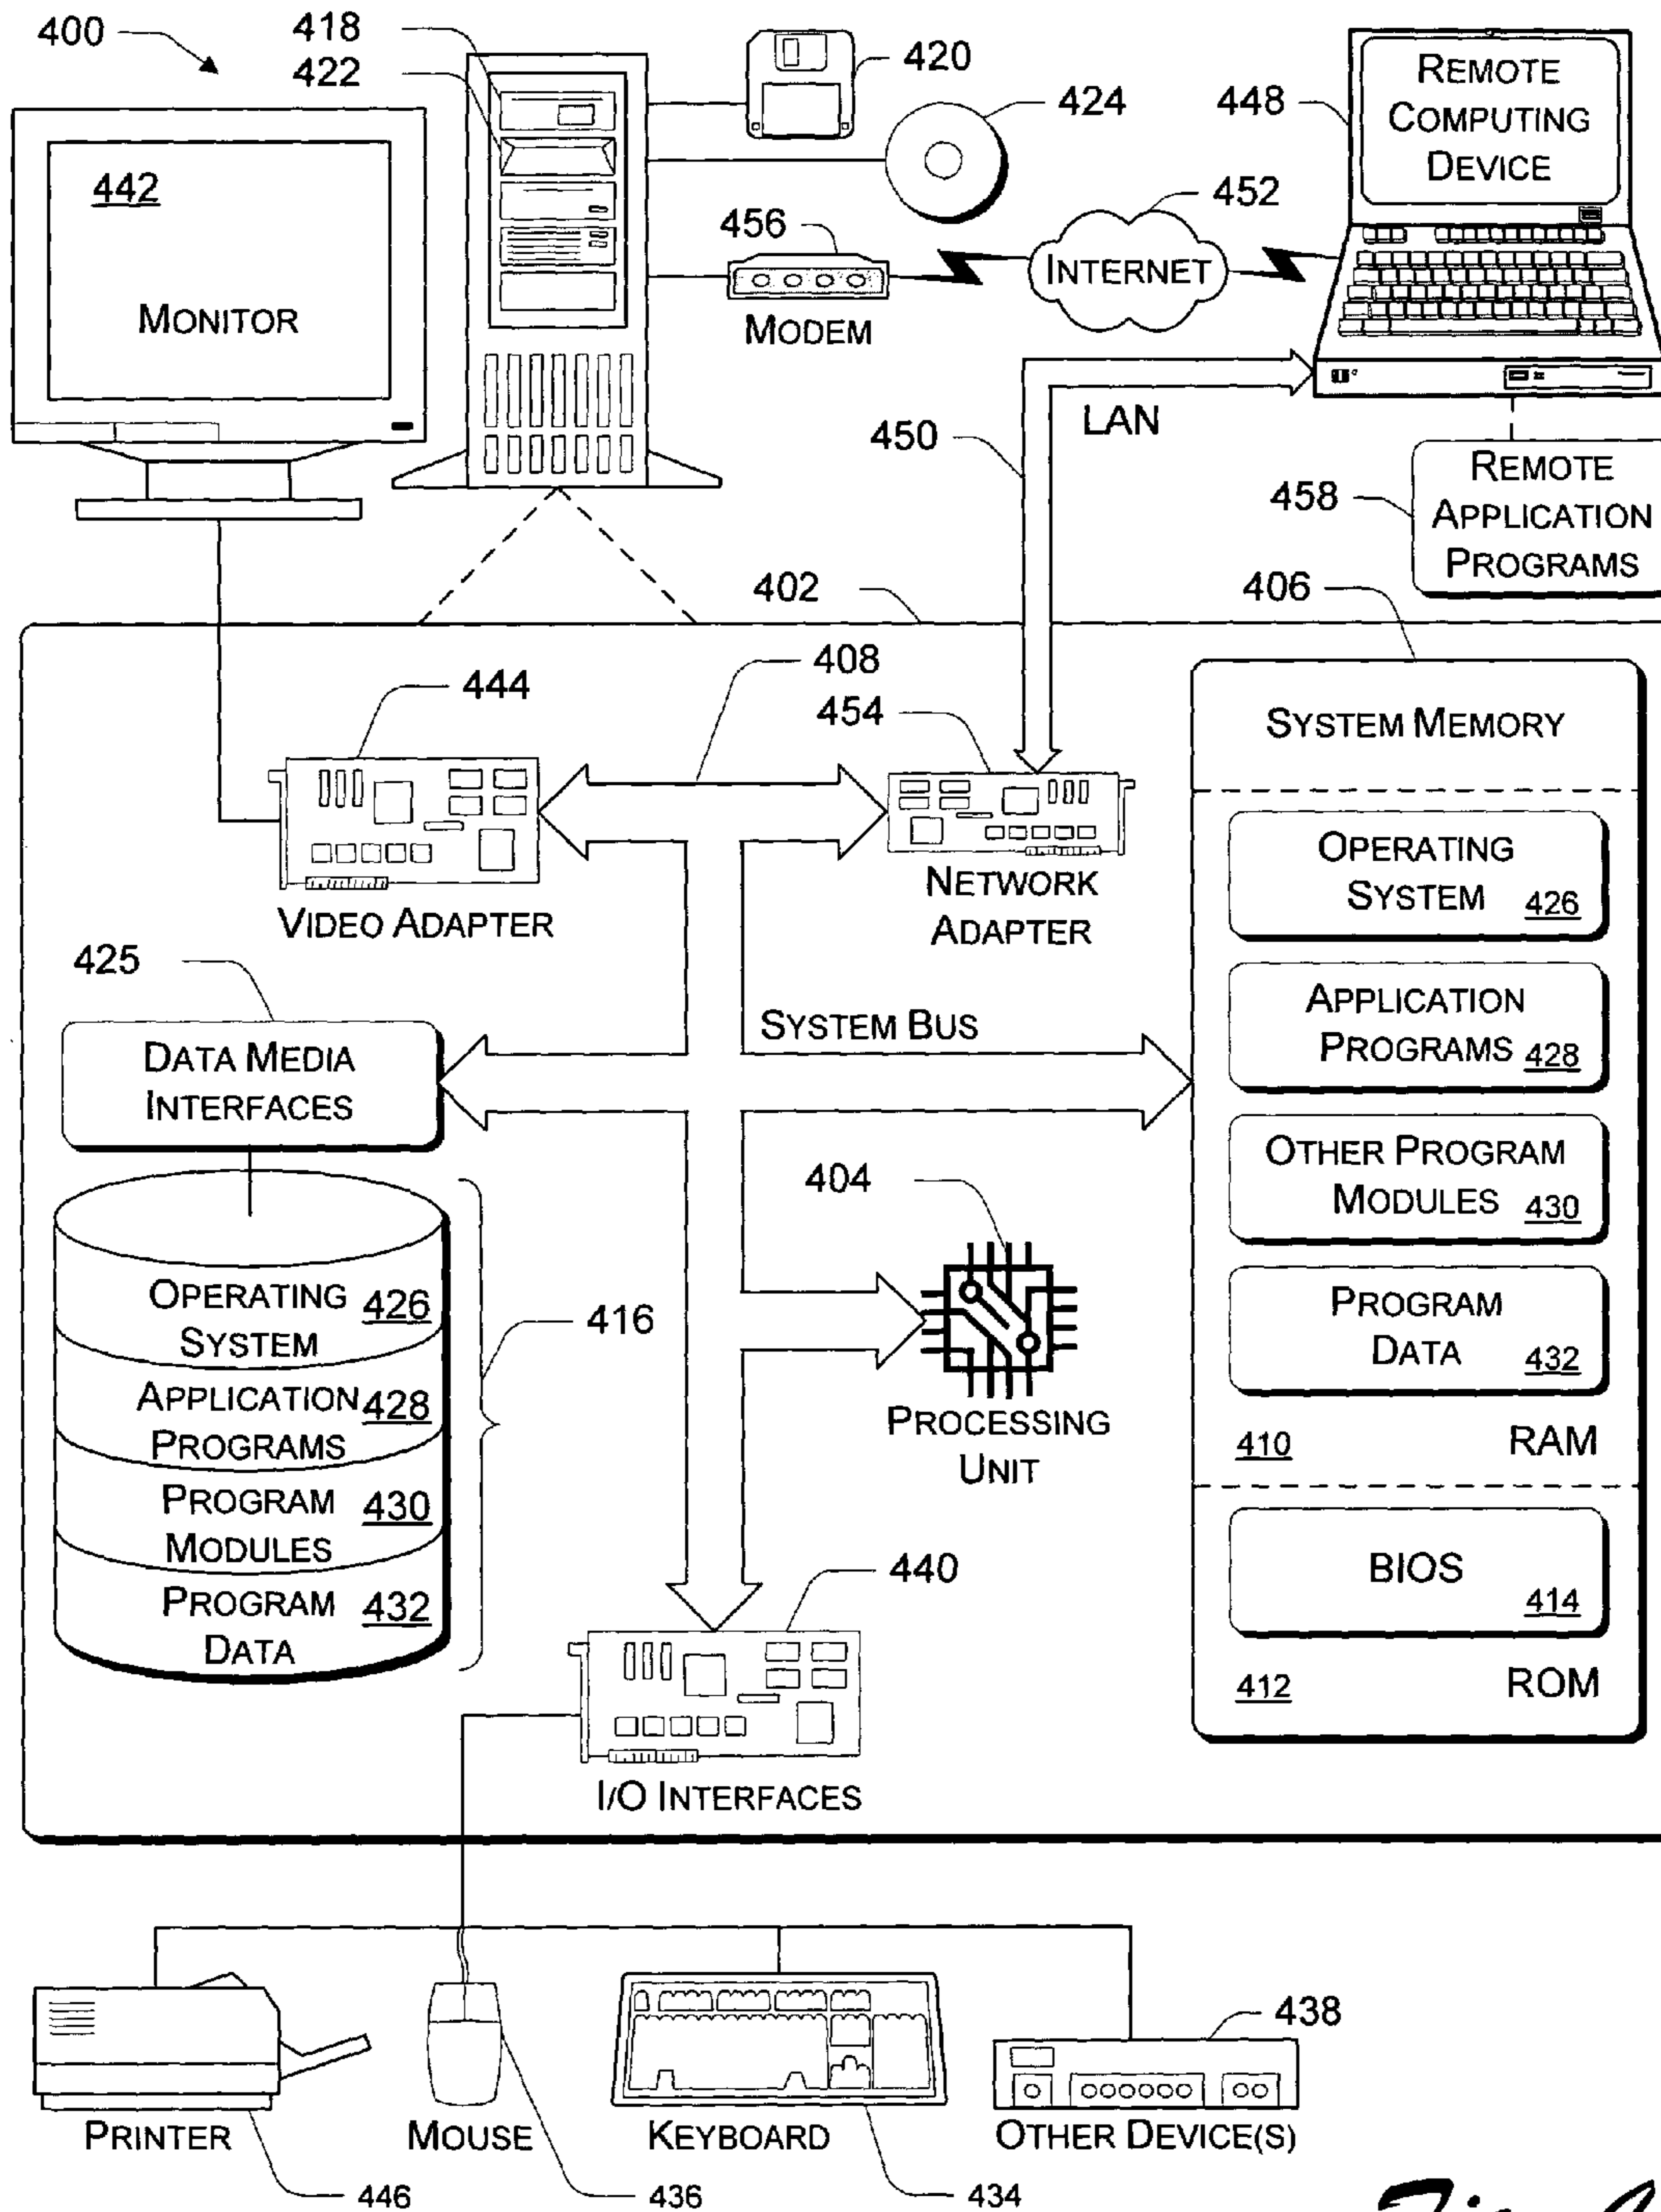 400
418
422
420
424
448
REMOTE
COMPUTING
DEVICE
442
MONITOR
456
MODEM
452
INTERNET
450
LAN
458
REMOTE
APPLICATION
PROGRAMS
402
406
408
444
454
VIDEO ADAPTER
NETWORK
ADAPTER
SYSTEM MEMORY
OPERATING
SYSTEM 426
APPLICATION
PROGRAMS 428
OTHER PROGRAM
MODULES 430
PROGRAM
DATA 432
410 RAM
BIOS
414
412 ROM
425
DATA MEDIA
INTERFACES
SYSTEM BUS
404
PROCESSING
UNIT
OPERATING 426
SYSTEM
APPLICATION 428
PROGRAMS
PROGRAM 430
MODULES
PROGRAM 432
DATA
416
440
I/O INTERFACES
438
PRINTER
MOUSE
KEYBOARD
OTHER DEVICE(S)
446
436
434